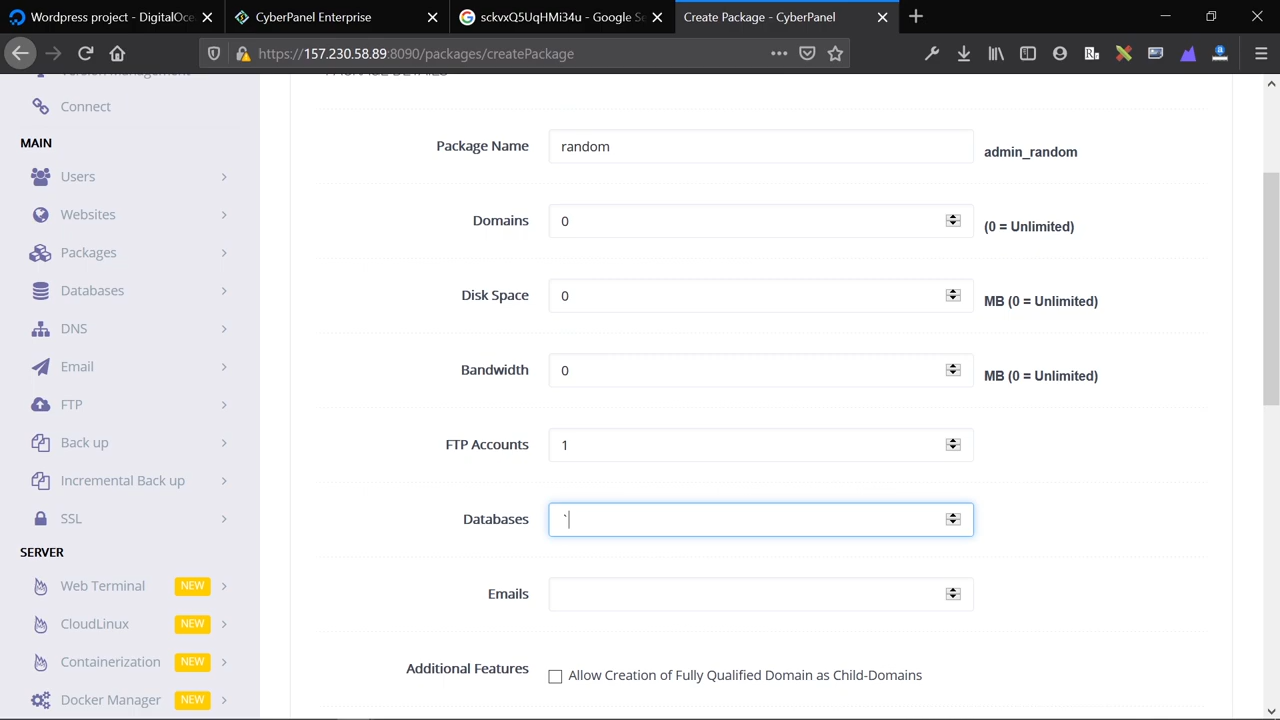 Wordpress project - DigitalOce
CyberPanel Enterprise
sckvxQ5UqHMi34u - Google Se
Create Package - CyberPanel
https://157.230.58.89:8090/packages/createPackage
Version Management
Connect
MAIN
Users
Websites
Packages
Databases
DNS
Email
FTP
Back up
Incremental Back up
SSL
SERVER
Web Terminal NEW
CloudLinux NEW
Containerization NEW
Docker Manager NEW
PACKAGE DETAILS
Package Name random admin_random
Domains 0 (0 = Unlimited)
Disk Space 0 MB (0 = Unlimited)
Bandwidth 0 MB (0 = Unlimited)
FTP Accounts 1
Databases `
Emails
Additional Features Allow Creation of Fully Qualified Domain as Child-Domains